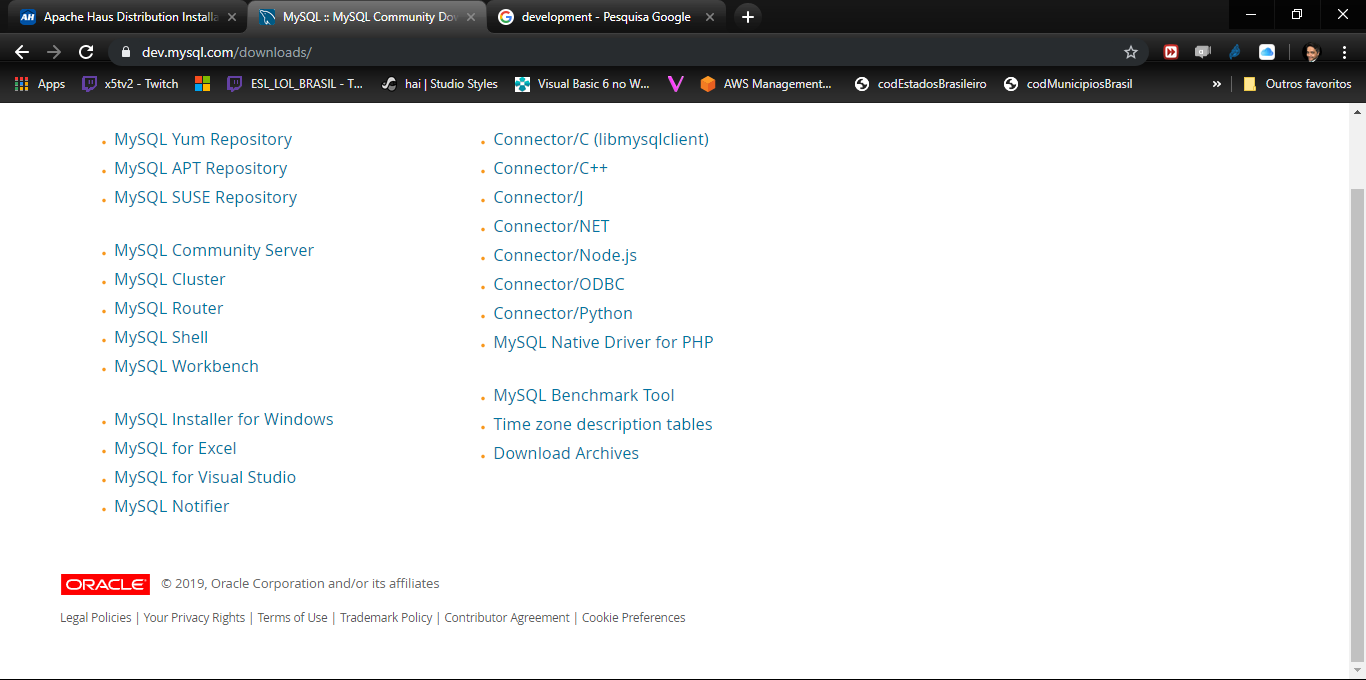 Apache Haus Distribution Installa
MySQL :: MySQL Community Dow
development - Pesquisa Google
dev.mysql.com/downloads/
Apps
x5tv2 - Twitch
ESL_LOL_BRASIL - T...
hai | Studio Styles
Visual Basic 6 no W...
AWS Management...
codEstadosBrasileiro
codMunicipiosBrasil
»
Outros favoritos
MySQL Yum Repository
MySQL APT Repository
MySQL SUSE Repository
MySQL Community Server
MySQL Cluster
MySQL Router
MySQL Shell
MySQL Workbench
MySQL Installer for Windows
MySQL for Excel
MySQL for Visual Studio
MySQL Notifier
Connector/C (libmysqlclient)
Connector/C++
Connector/J
Connector/NET
Connector/Node.js
Connector/ODBC
Connector/Python
MySQL Native Driver for PHP
MySQL Benchmark Tool
Time zone description tables
Download Archives
ORACLE © 2019, Oracle Corporation and/or its affiliates
Legal Policies | Your Privacy Rights | Terms of Use | Trademark Policy | Contributor Agreement | Cookie Preferences